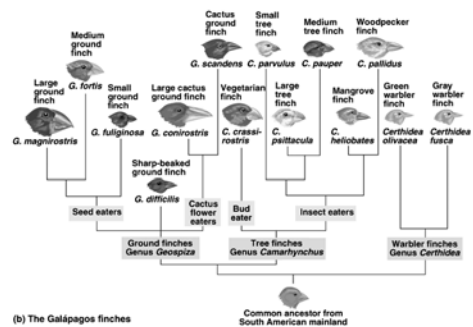 Cactus
ground
finch
G. scandens
Small
tree
finch
C. parvulus
Medium
tree finch
C. pauper
Woodpecker
finch
C. pallidus
Medium
ground
finch
G. fortis
Large
ground
finch
G. magnirostris
Small
ground
finch
G. fuliginosa
Large cactus
ground finch
G. conirostris
Vegetarian
finch
C. crassi-
rostris
Large
tree
finch
C.
psittacula
Mangrove
finch
C.
heliobates
Green
warbler
finch
Certhidea
olivacea
Gray
warbler
finch
Certhidea
fusca
Sharp-beaked
ground finch
G. difficilis
Seed eaters
Cactus
flower
eaters
Bud
eater
Insect eaters
Ground finches
Genus Geospiza
Tree finches
Genus Camarhynchus
Warbler finches
Genus Certhidea
Common ancestor from
South American mainland
(b) The Galápagos finches